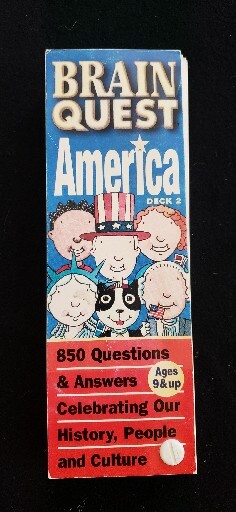 BRAIN
QUEST
America
DECK 2
850 Questions
& Answers
Ages
9 & up
Celebrating Our
History, People
and Culture